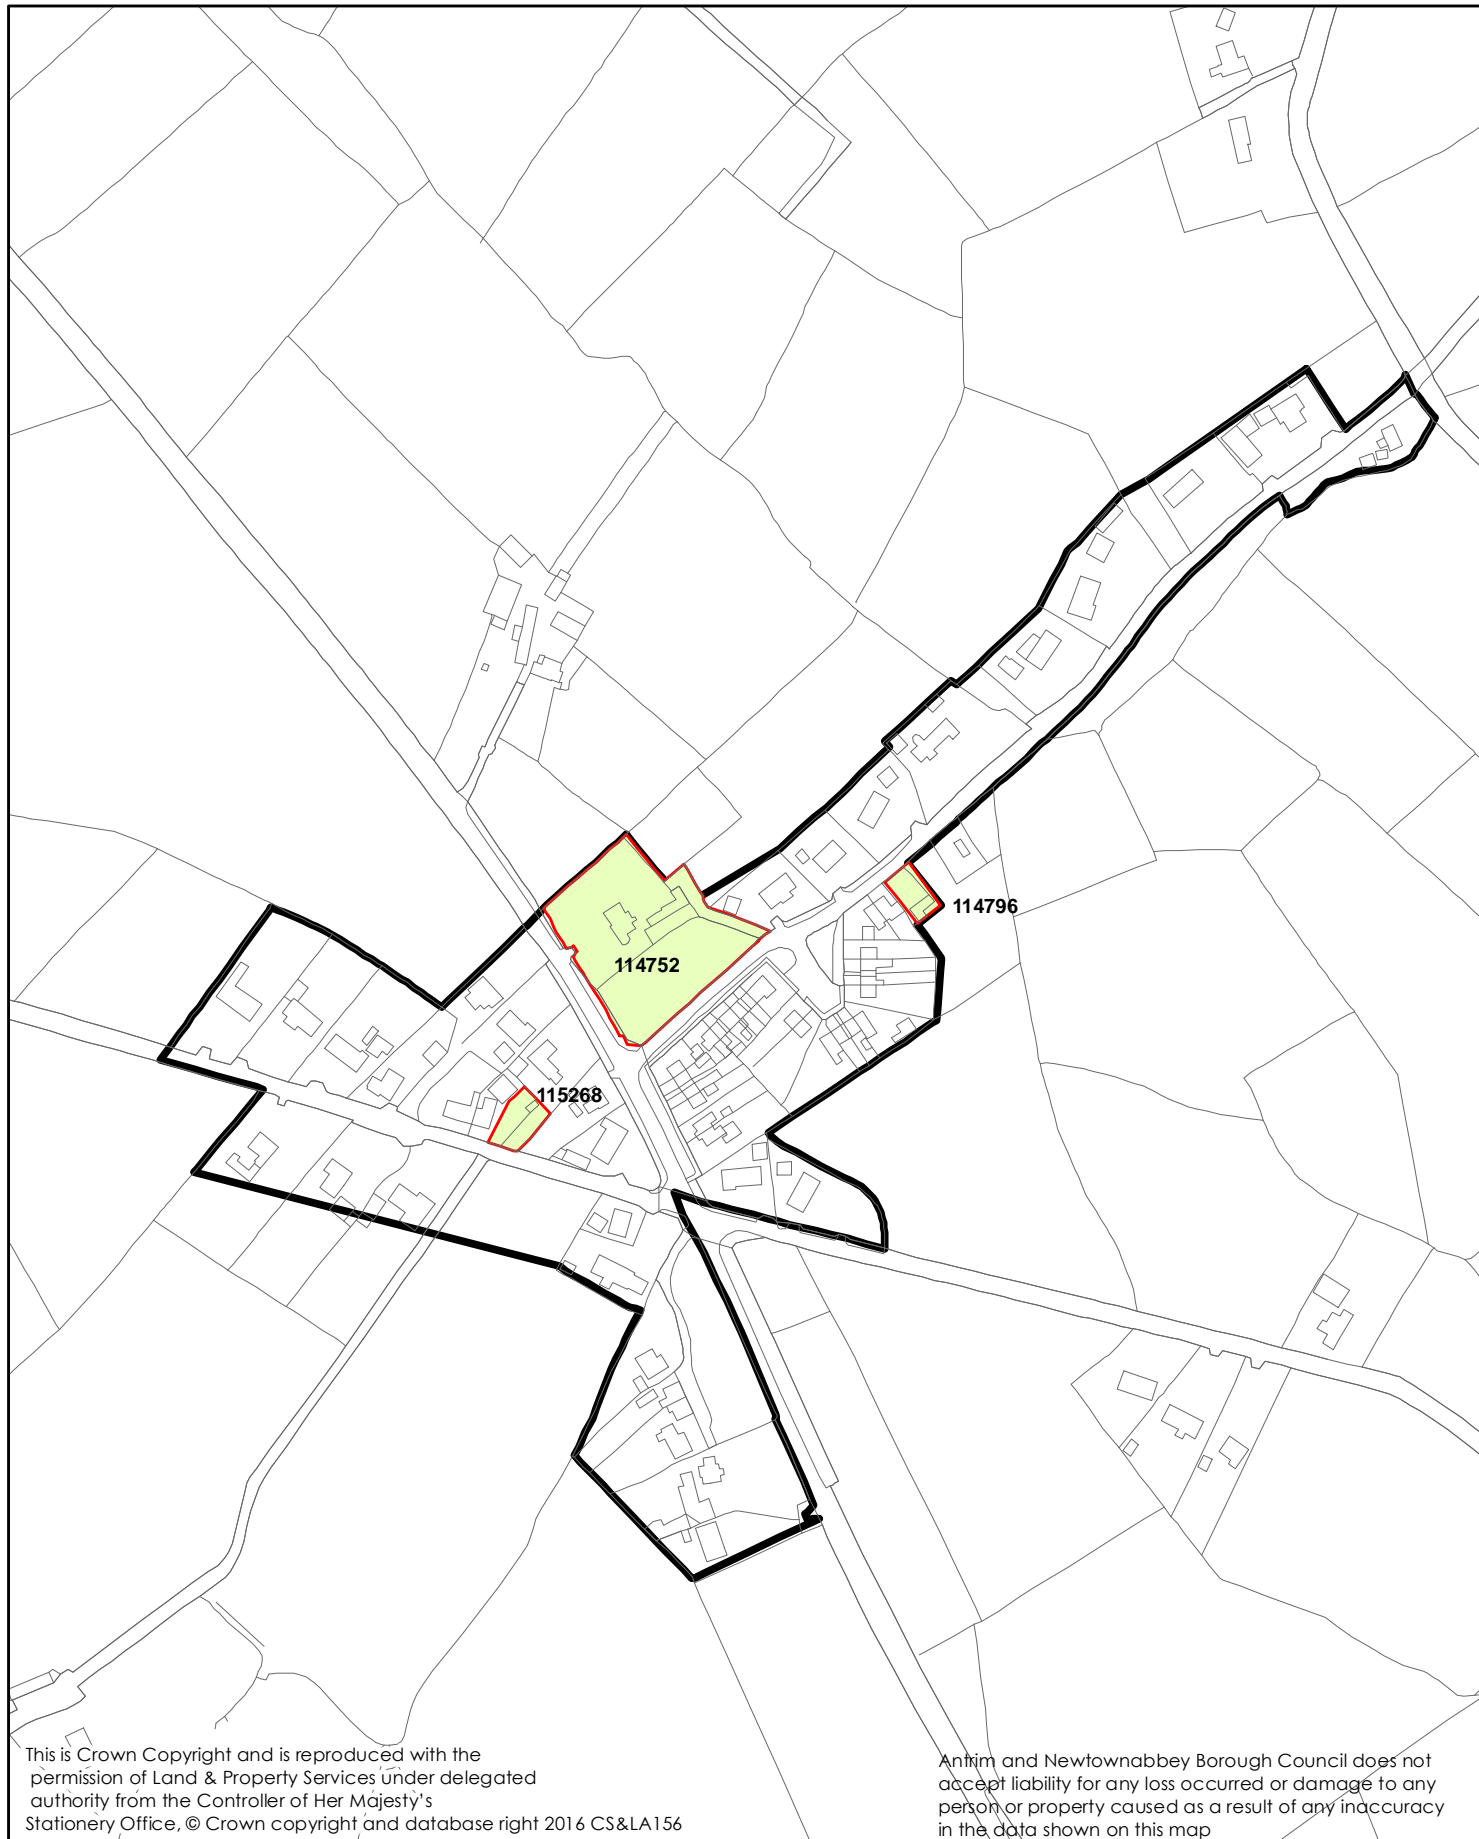 114796
114752
115268
This is Crown Copyright and is reproduced with the
permission of Land & Property Services under delegated
authority from the Controller of Her Majesty's
Stationery Office, © Crown copyright and database right 2016 CS&LA156
Antrim and Newtownabbey Borough Council does not
accept liability for any loss occurred or damage to any
person or property caused as a result of any inaccuracy
in the data shown on this map